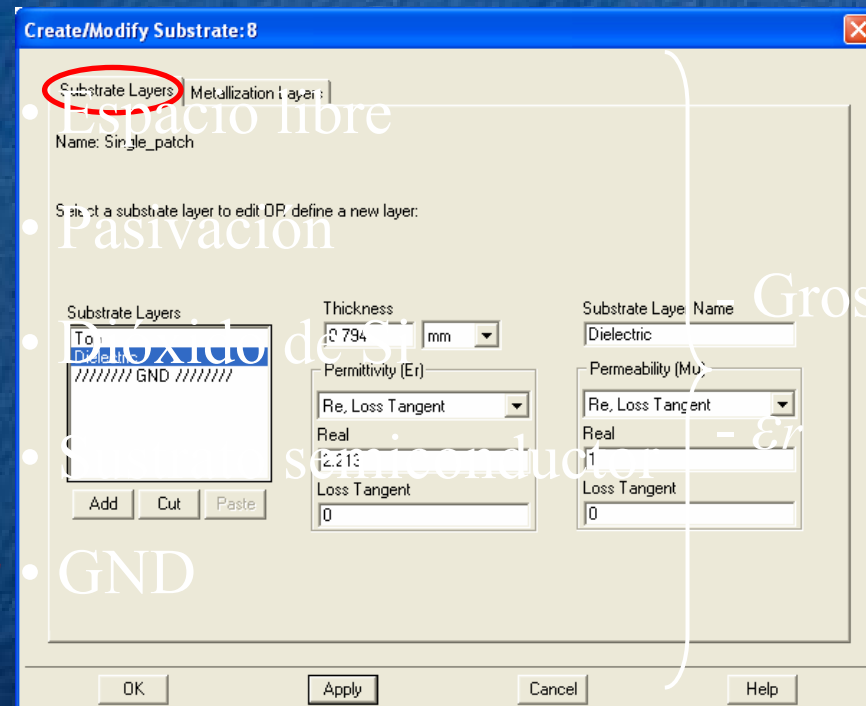 Create/Modify Substrate:8
Substrate Layers Metallization Layers
• Espacio libre
Name: Single_patch
Select a substrate layer to edit OR define a new layer:
• Pasivación
Substrate Layers
Thickness
Substrate Layer Name
- Gros
Top
794 mm
Dielectric
• Dióxido de Si
Dielectric
//////// GND ////////
Permittivity (Er)
Permeability (Mu)
Re, Loss Tangent
Re, Loss Tangent
Real
Real
- εr
• semiconductor
2.213
1
Loss Tangent
Loss Tangent
Add Cut Paste
0
0
• GND
OK Apply Cancel Help